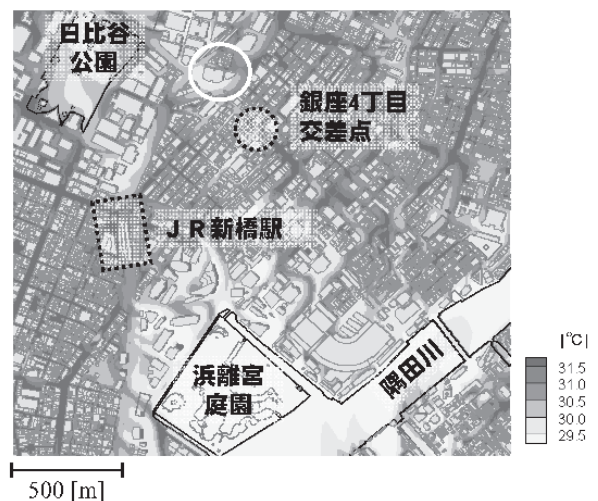 日比谷
公園
銀座4丁目
交差点
JR新橋駅
浜離宮
庭園
隅田川
[℃]
31.5
31.0
30.5
30.0
29.5
500 [m]